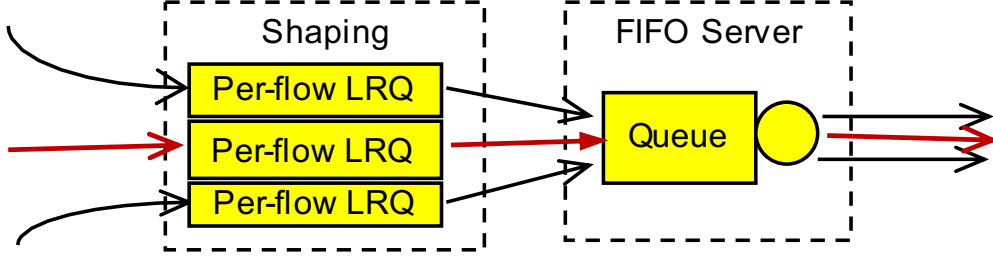 Shaping
FIFO Server
Per-flow LRQ
Per-flow LRQ
Per-flow LRQ
Queue